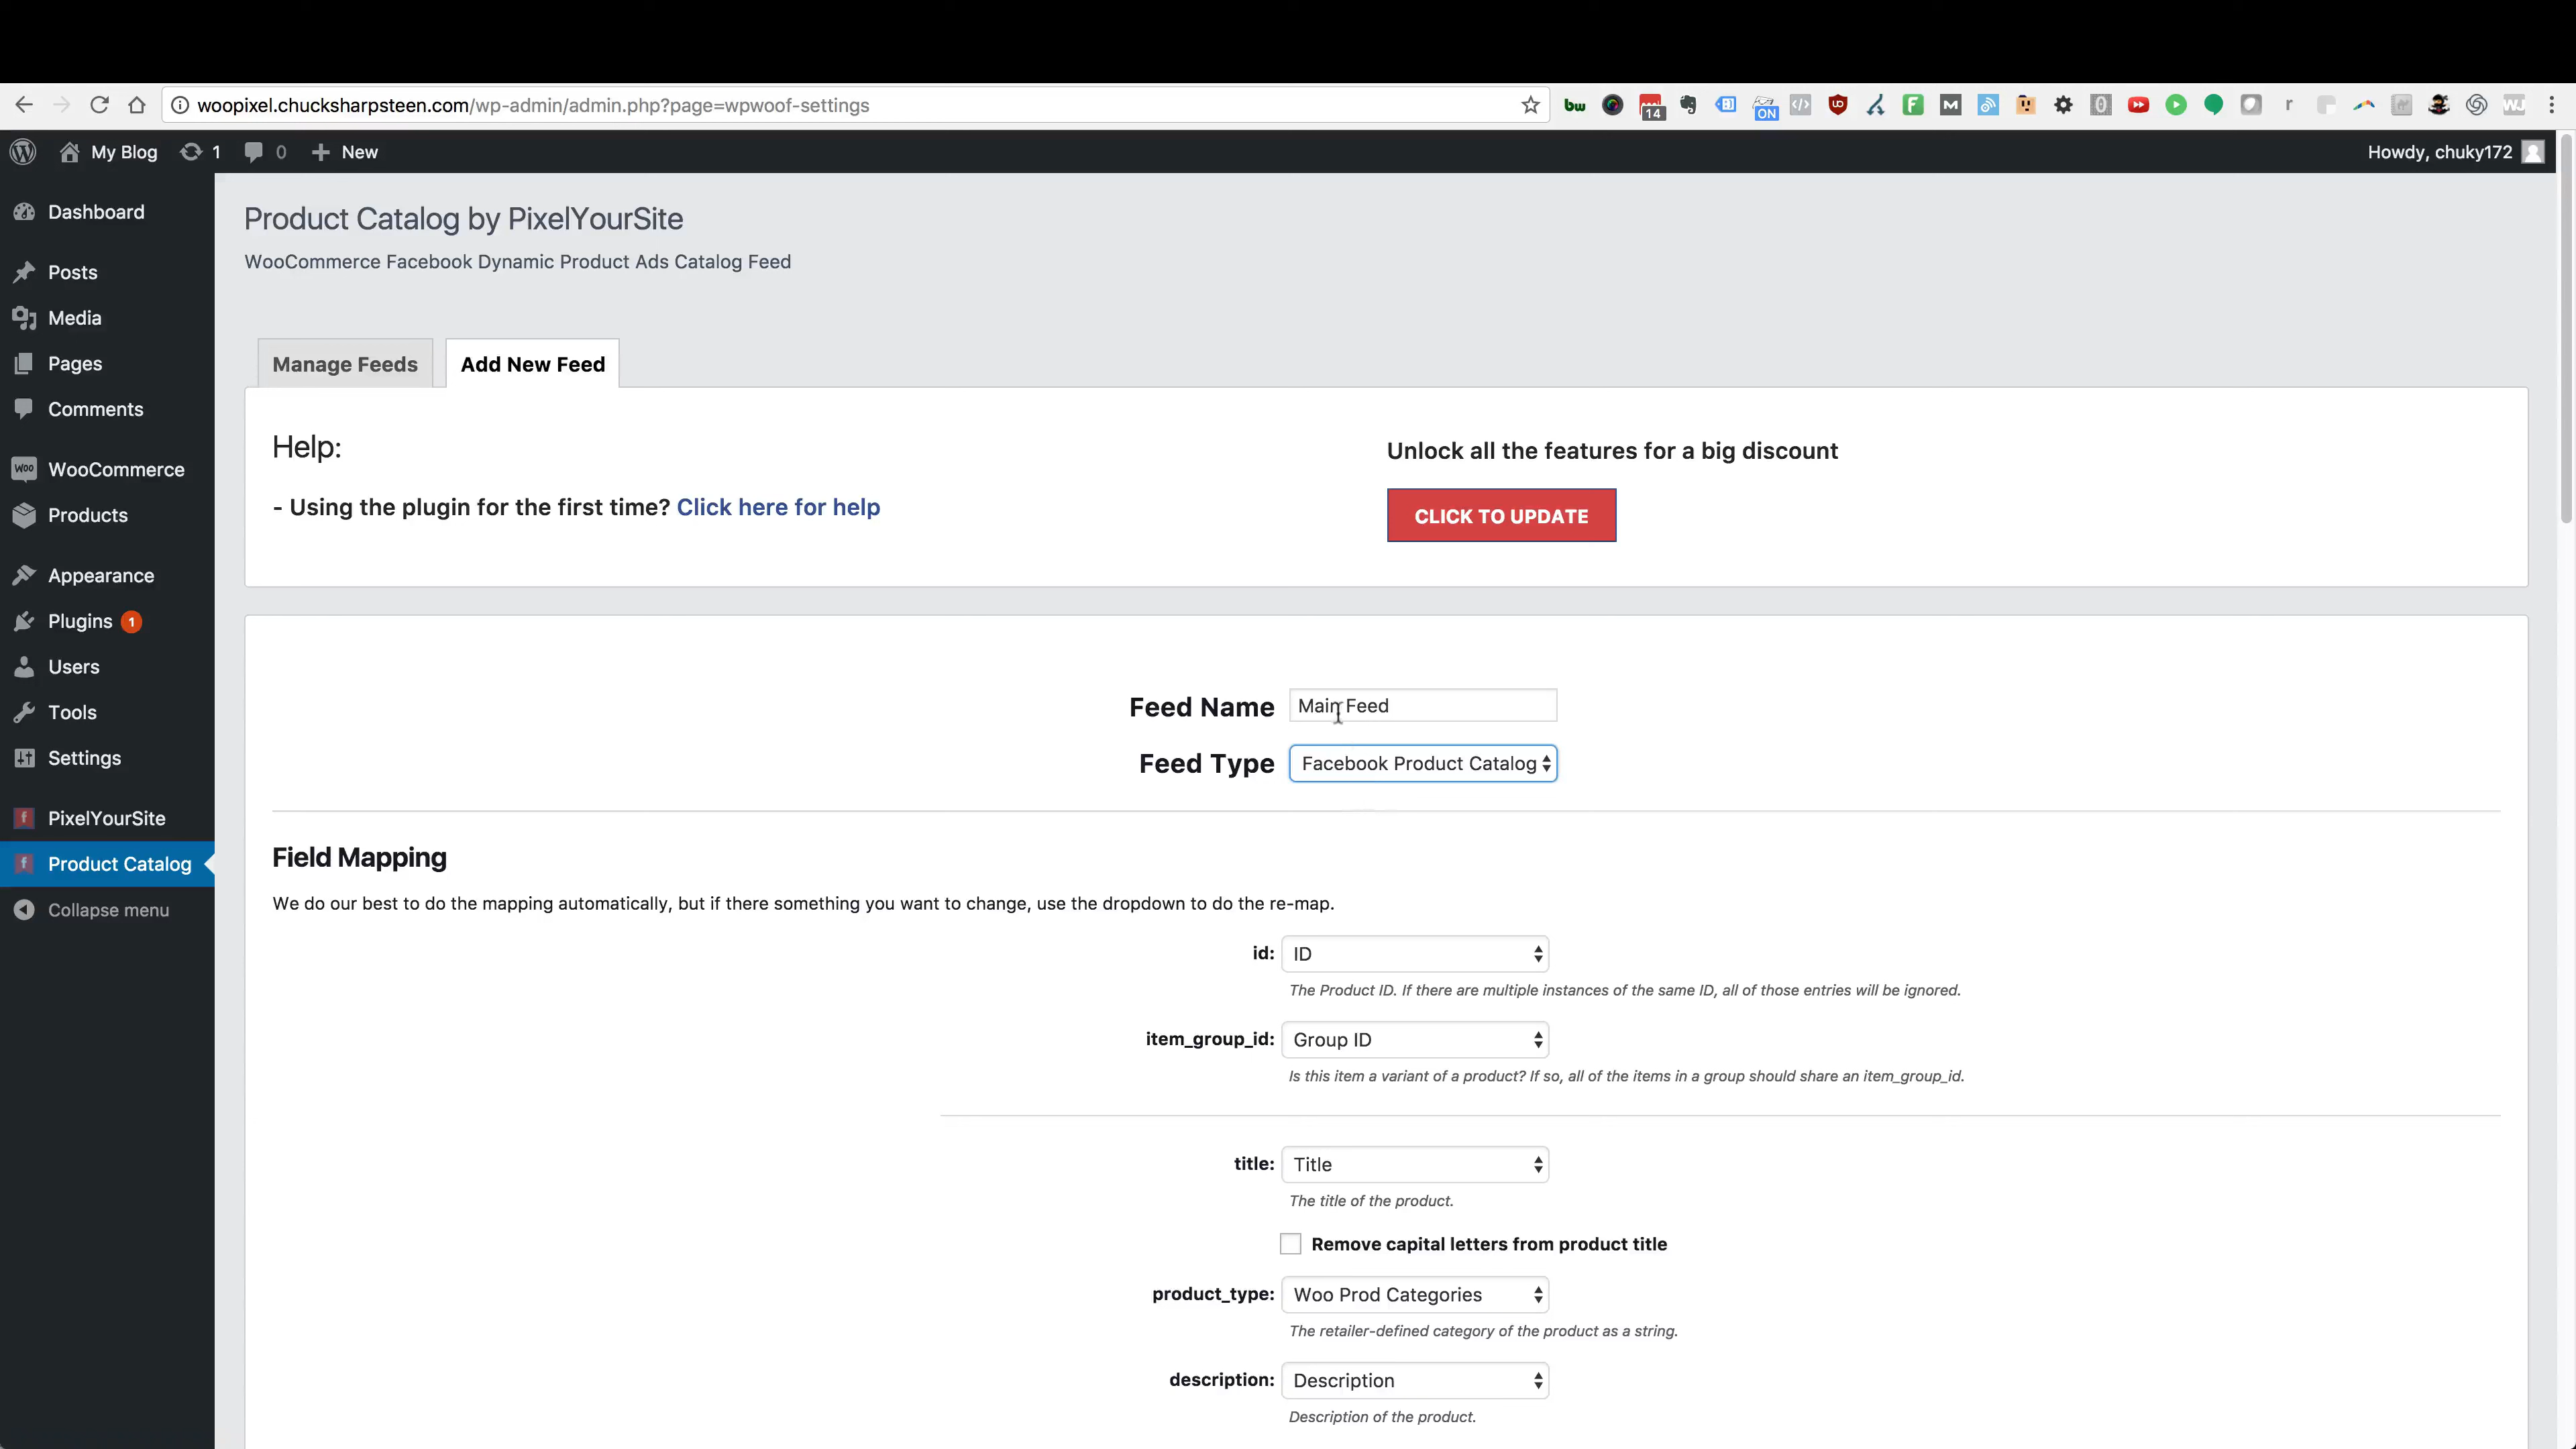 woopixel.chucksharpsteen.com/wp-admin/admin.php?page=wpwoof-settings
bw
14
ON
My Blog
1
0
New
Howdy, chuky172
Dashboard
Posts
Media
Pages
Comments
WooCommerce
Products
Appearance
Plugins 1
Users
Tools
Settings
PixelYourSite
Product Catalog
Collapse menu
Product Catalog by PixelYourSite
WooCommerce Facebook Dynamic Product Ads Catalog Feed
Manage Feeds
Add New Feed
Help:
- Using the plugin for the first time? Click here for help
Unlock all the features for a big discount
CLICK TO UPDATE
Feed Name Main Feed
Feed Type Facebook Product Catalog
Field Mapping
We do our best to do the mapping automatically, but if there something you want to change, use the dropdown to do the re-map.
id: ID
The Product ID. If there are multiple instances of the same ID, all of those entries will be ignored.
item_group_id: Group ID
Is this item a variant of a product? If so, all of the items in a group should share an item_group_id.
title: Title
The title of the product.
Remove capital letters from product title
product_type: Woo Prod Categories
The retailer-defined category of the product as a string.
description: Description
Description of the product.